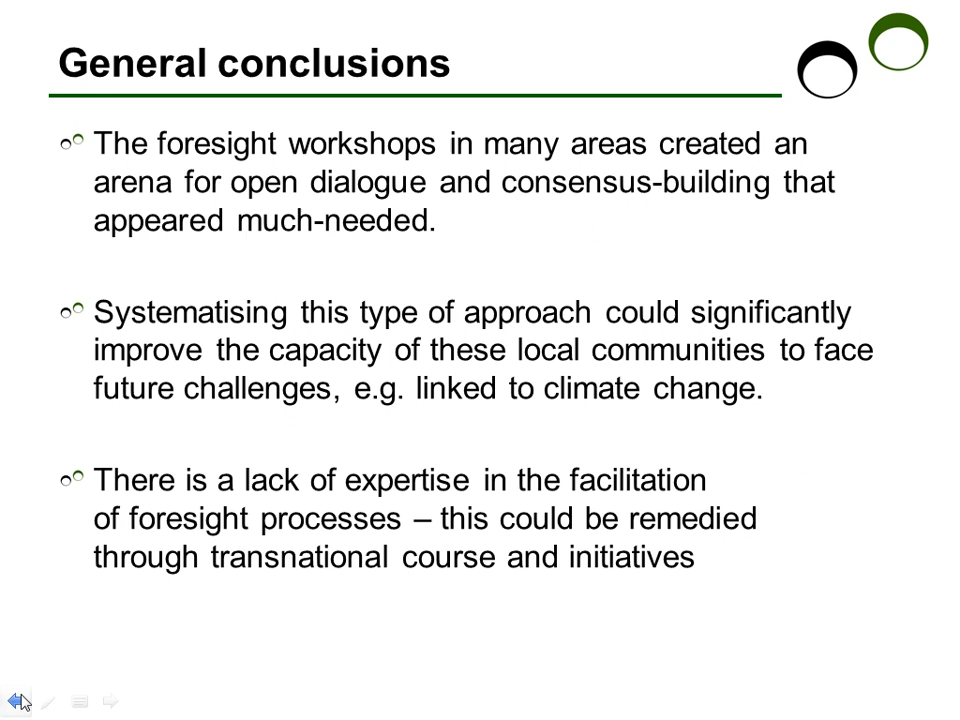 General conclusions
The foresight workshops in many areas created an
arena for open dialogue and consensus-building that
appeared much-needed.
Systematising this type of approach could significantly
improve the capacity of these local communities to face
future challenges, e.g. linked to climate change.
There is a lack of expertise in the facilitation
of foresight processes – this could be remedied
through transnational course and initiatives